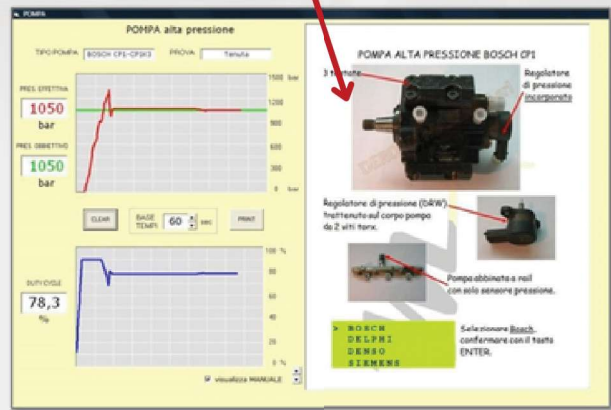 POMPA
POMPA alta pressione
TIPO POMPA
BOSCH CP1-CP1K3
PROVA
Tenuta
PRES. EFFETTIVA
1050
bar
PRES. OBBIETTIVO
1050
bar
1500 bar
1200
900
600
300
0 bar
CLEAR
BASE
TEMPI
60
sec
PRINT
DUTY CYCLE
78,3
%
100 %
80
60
40
20
0 %
visualizza MANUALE
POMPA ALTA PRESSIONE BOSCH CP1
3 testate
Regolatore
di pressione
incorporato
Regolatore di pressione (DRW)
trattenuto sul corpo pompa
da 2 viti torx.
Pompa abbinata a rail
con solo sensore pressione.
> BOSCH
DELPHI
DENSO
SIEMENS
Selezionare Bosch,
confermare con il tasto
ENTER.